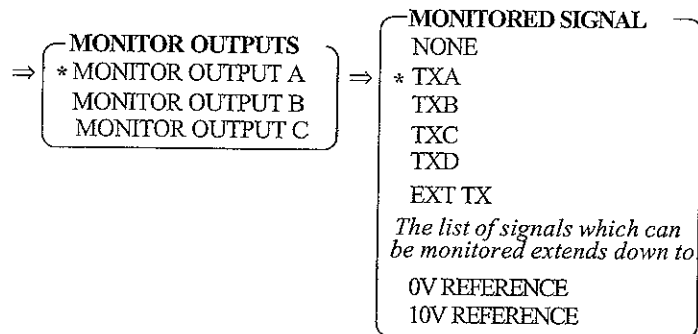 MONITOR OUTPUTS
⇒ * MONITOR OUTPUT A ⇒
MONITOR OUTPUT B
MONITOR OUTPUT C
MONITORED SIGNAL
NONE
* TXA
TXB
TXC
TXD
EXT TX
The list of signals which can
be monitored extends down to
0V REFERENCE
10V REFERENCE